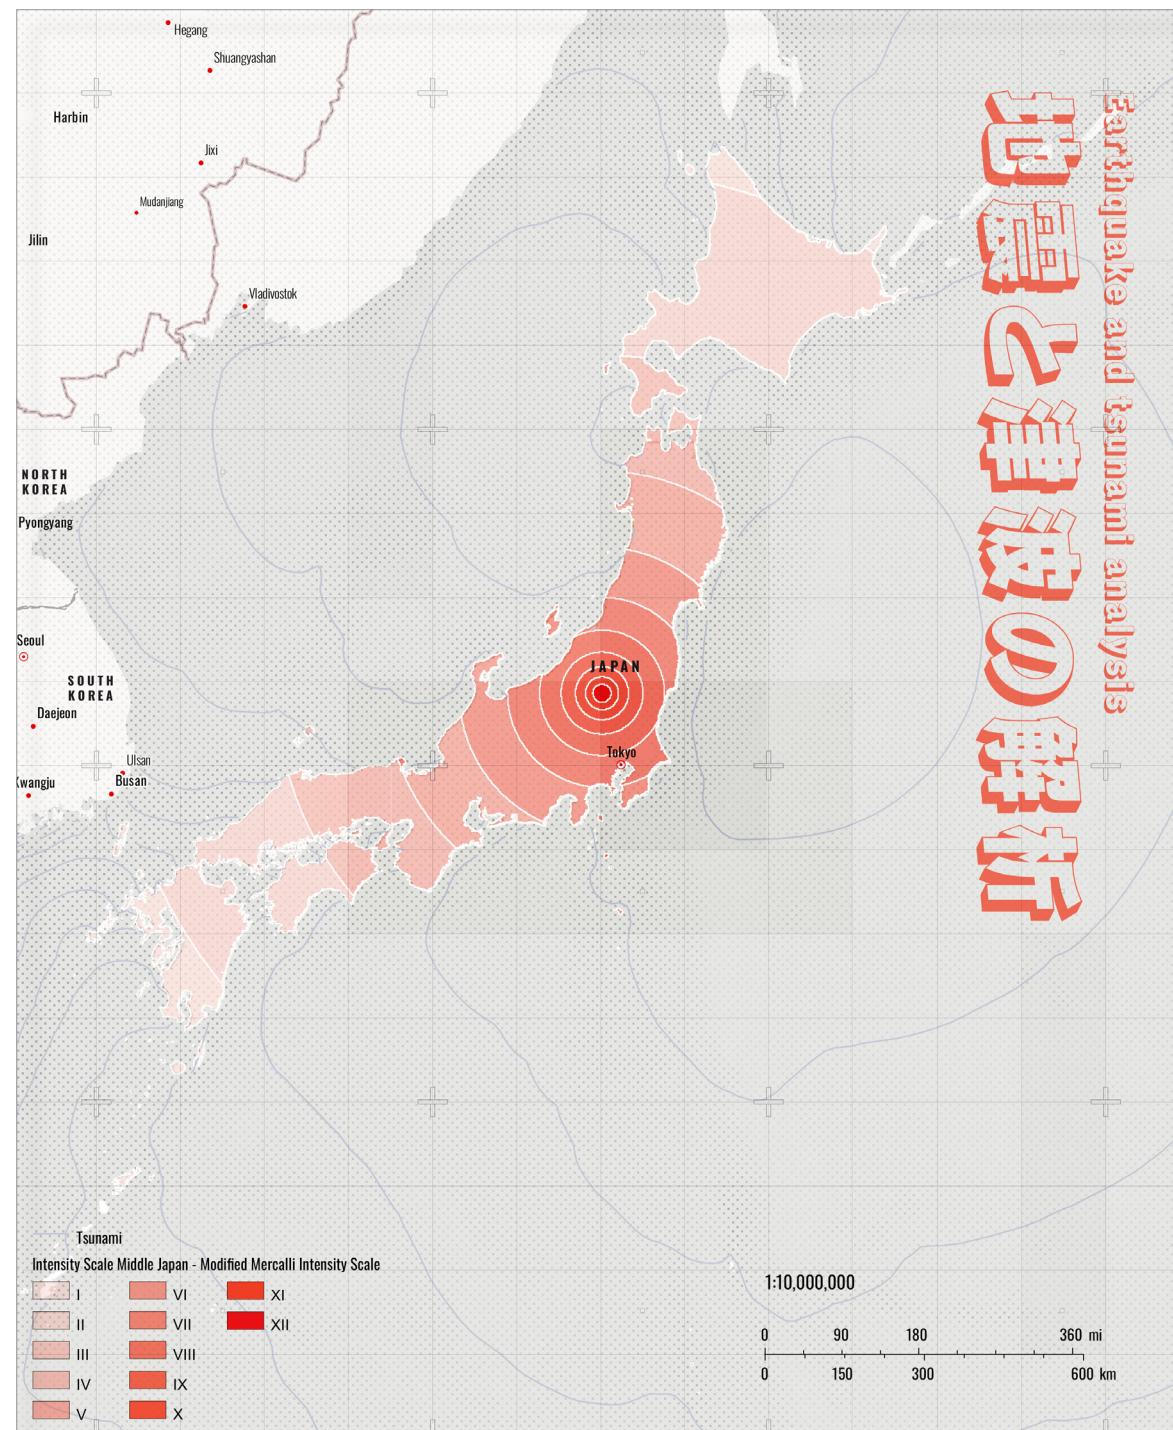 Hegang
Shuangyashan
Harbin
Jixi
Mudanjiang
Jilin
Vladivostok
地震と津波の解析
Earthquake and tsunami analysis
NORTH
KOREA
Pyongyang
Seoul
SOUTH
KOREA
Daejeon
Ulsan
Busan
Kwangju
JAPAN
Tokyo
Tsunami
Intensity Scale Middle Japan - Modified Mercalli Intensity Scale
I
II
III
IV
V
VI
VII
VIII
IX
X
XI
XII
1:10,000,000
0 90 180 360 mi
0 150 300 600 km